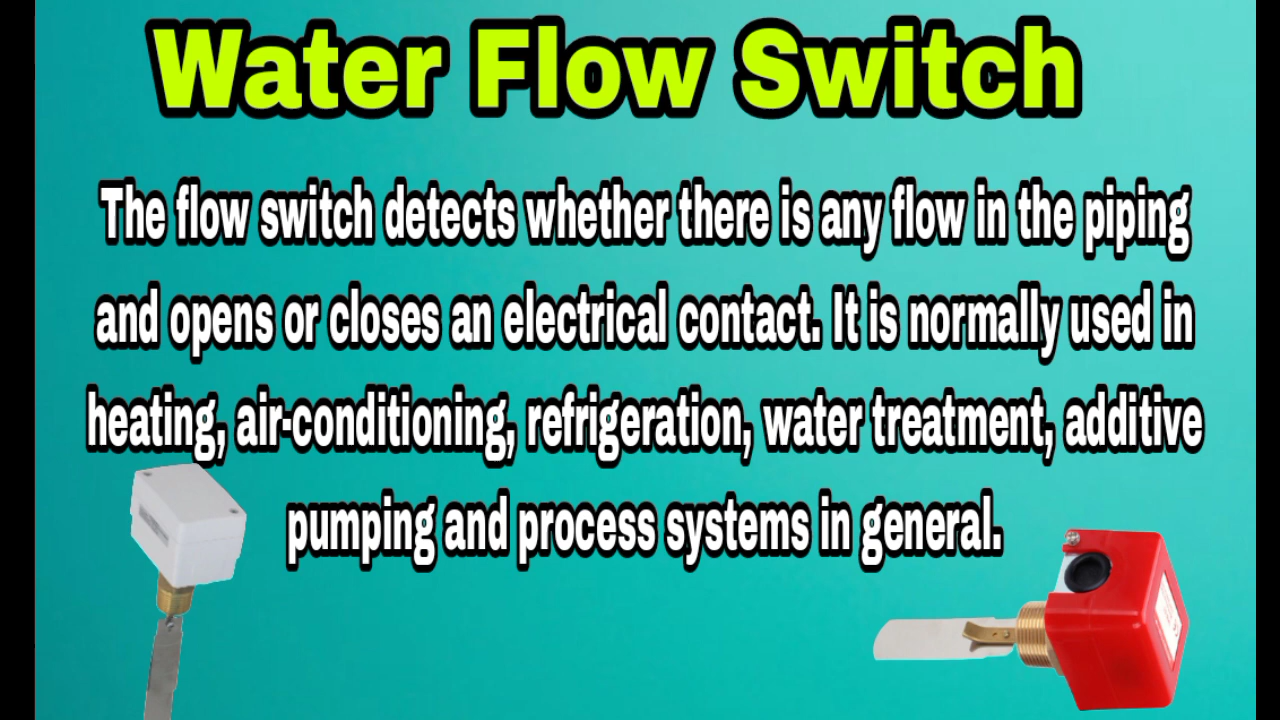 Water Flow Switch
The flow switch detects whether there is any flow in the piping
and opens or closes an electrical contact. It is normally used in
heating, air-conditioning, refrigeration, water treatment, additive
pumping and process systems in general.